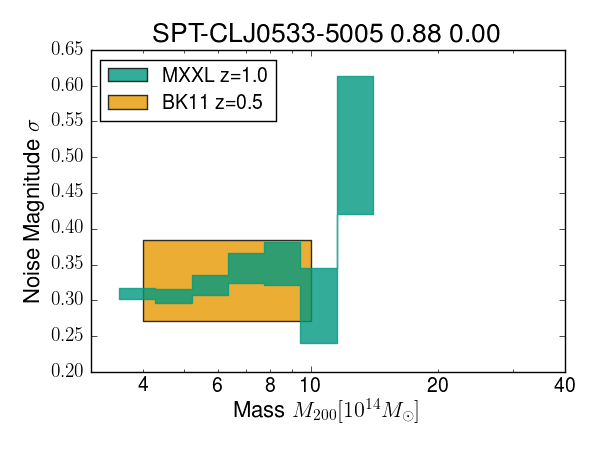 SPT-CLJ0533-5005 0.88 0.00
MXXL z=1.0
BK11 z=0.5
Noise Magnitude σ
0.65
0.60
0.55
0.50
0.45
0.40
0.35
0.30
0.25
0.20
4 6 8 10 20 40
Mass M₂₀₀[10¹⁴M☉]